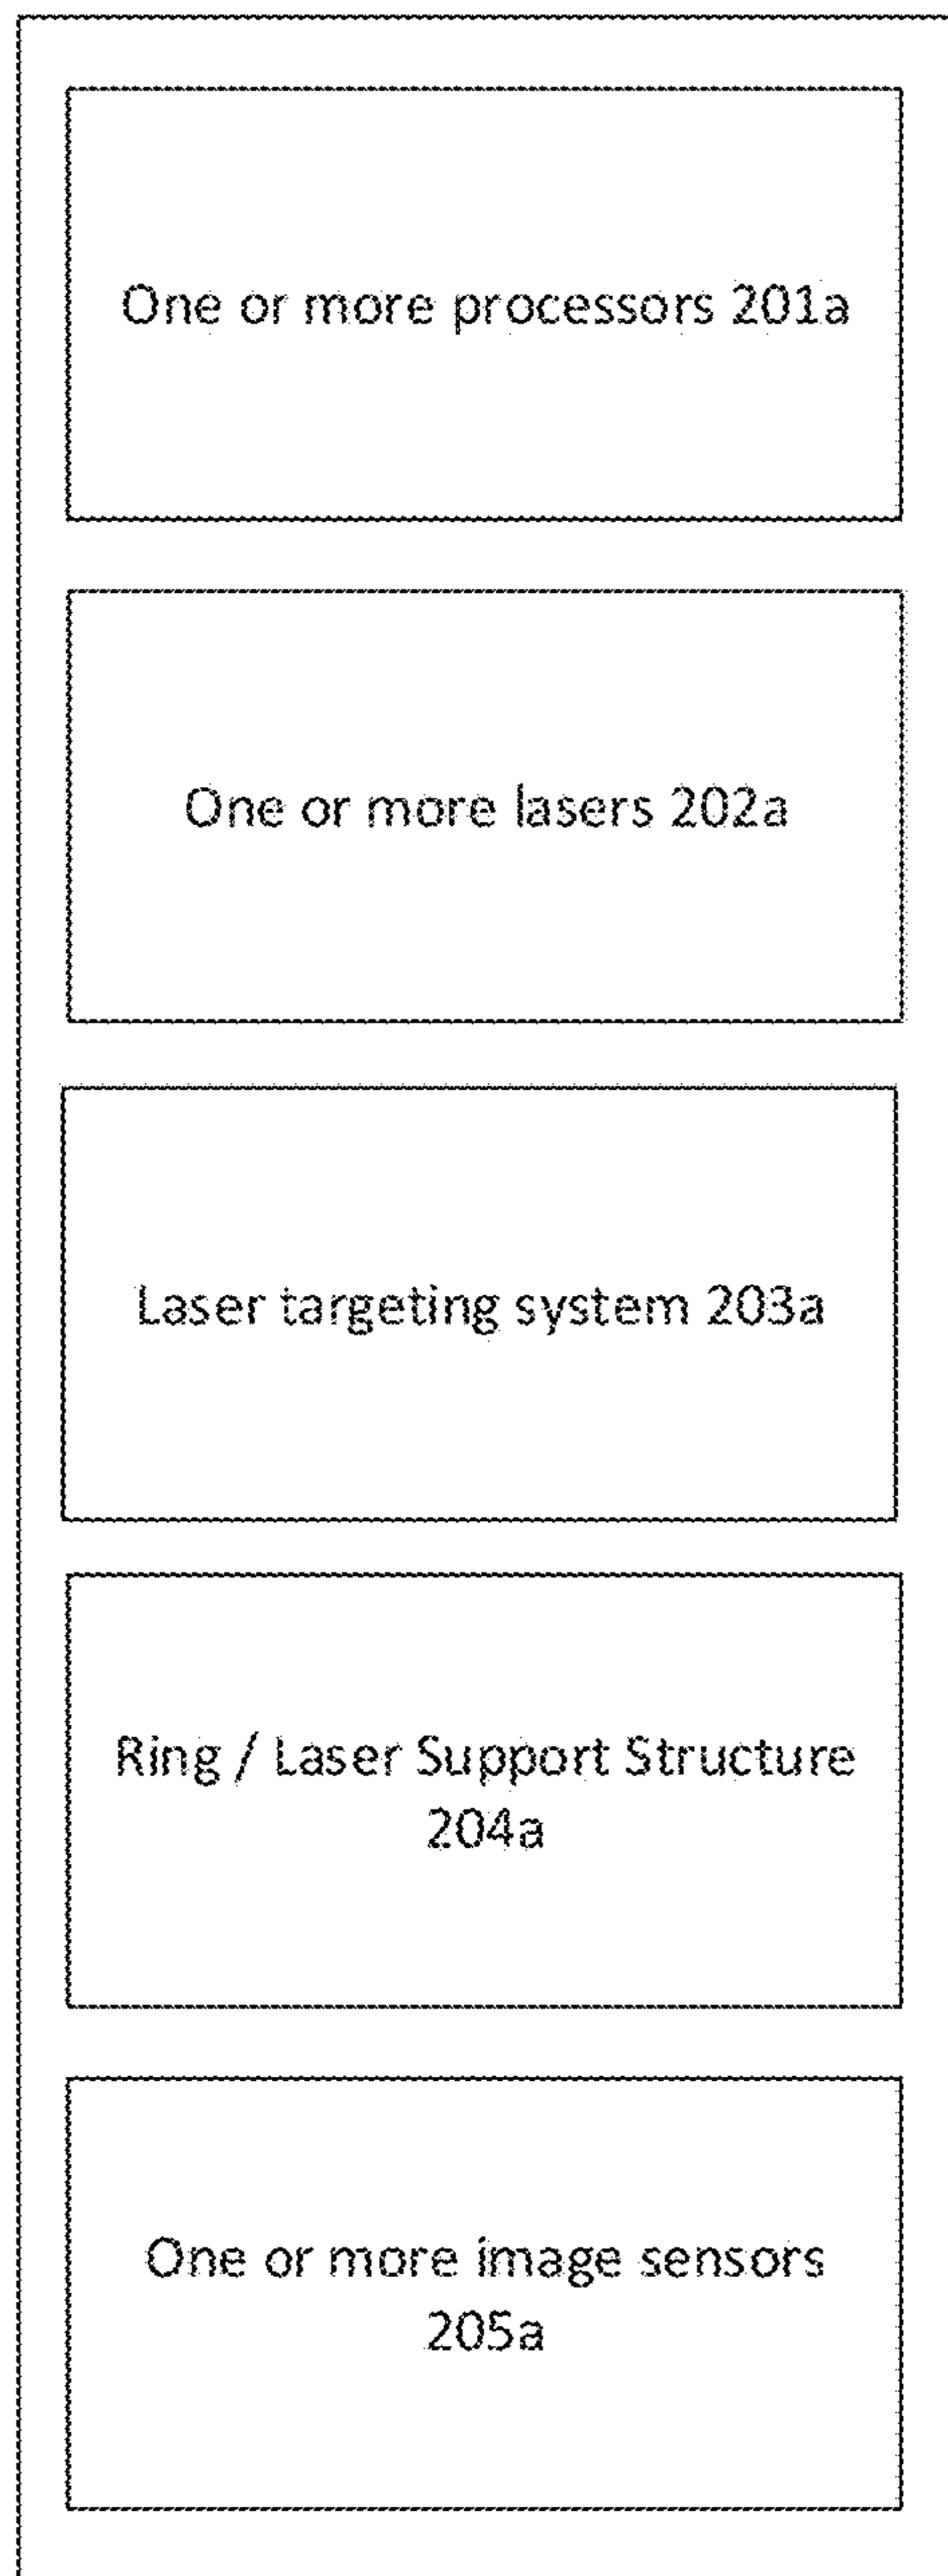 One or more processors 201a
One or more lasers 202a
Laser targeting system 203a
Ring / Laser Support Structure
204a
One or more image sensors
205a